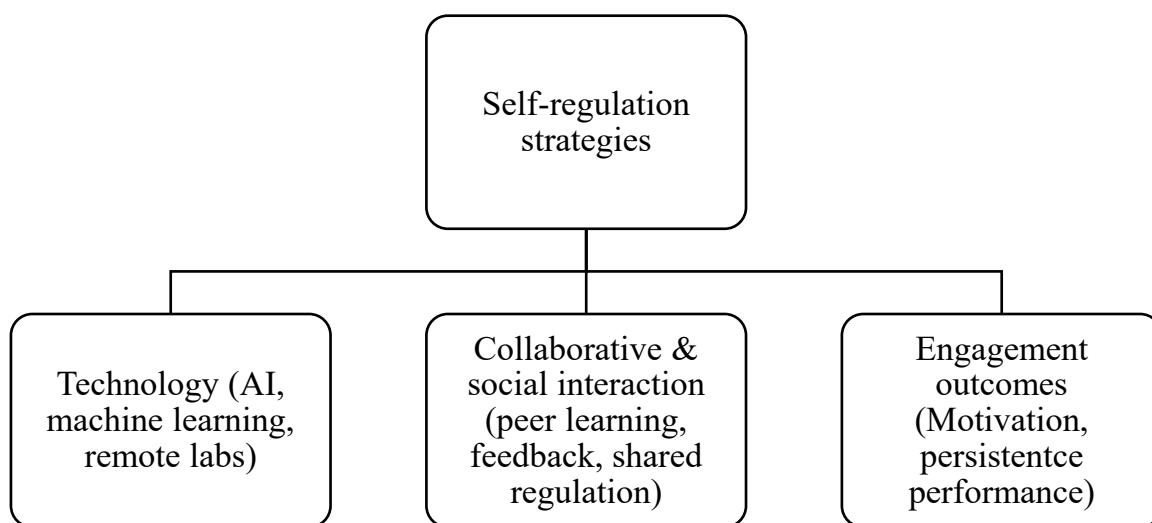 Self-regulation
strategies
Technology (AI,
machine learning,
remote labs)
Collaborative &
social interaction
(peer learning,
feedback, shared
regulation)
Engagement
outcomes
(Motivation,
persistentce
performance)